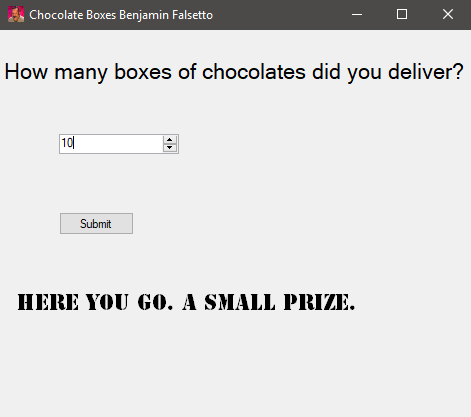 Chocolate Boxes Benjamin Falsetto
How many boxes of chocolates did you deliver?
10
Submit
HERE YOU GO. A SMALL PRIZE.